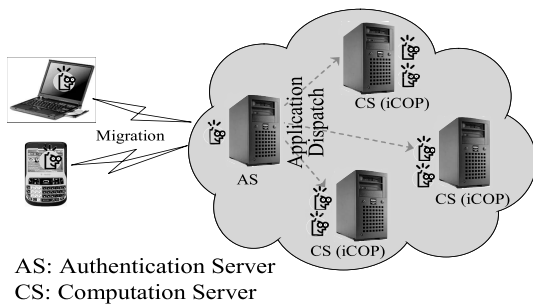 Migration
AS
Application
Dispatch
CS (iCOP)
CS (iCOP)
CS (iCOP)
AS: Authentication Server
CS: Computation Server